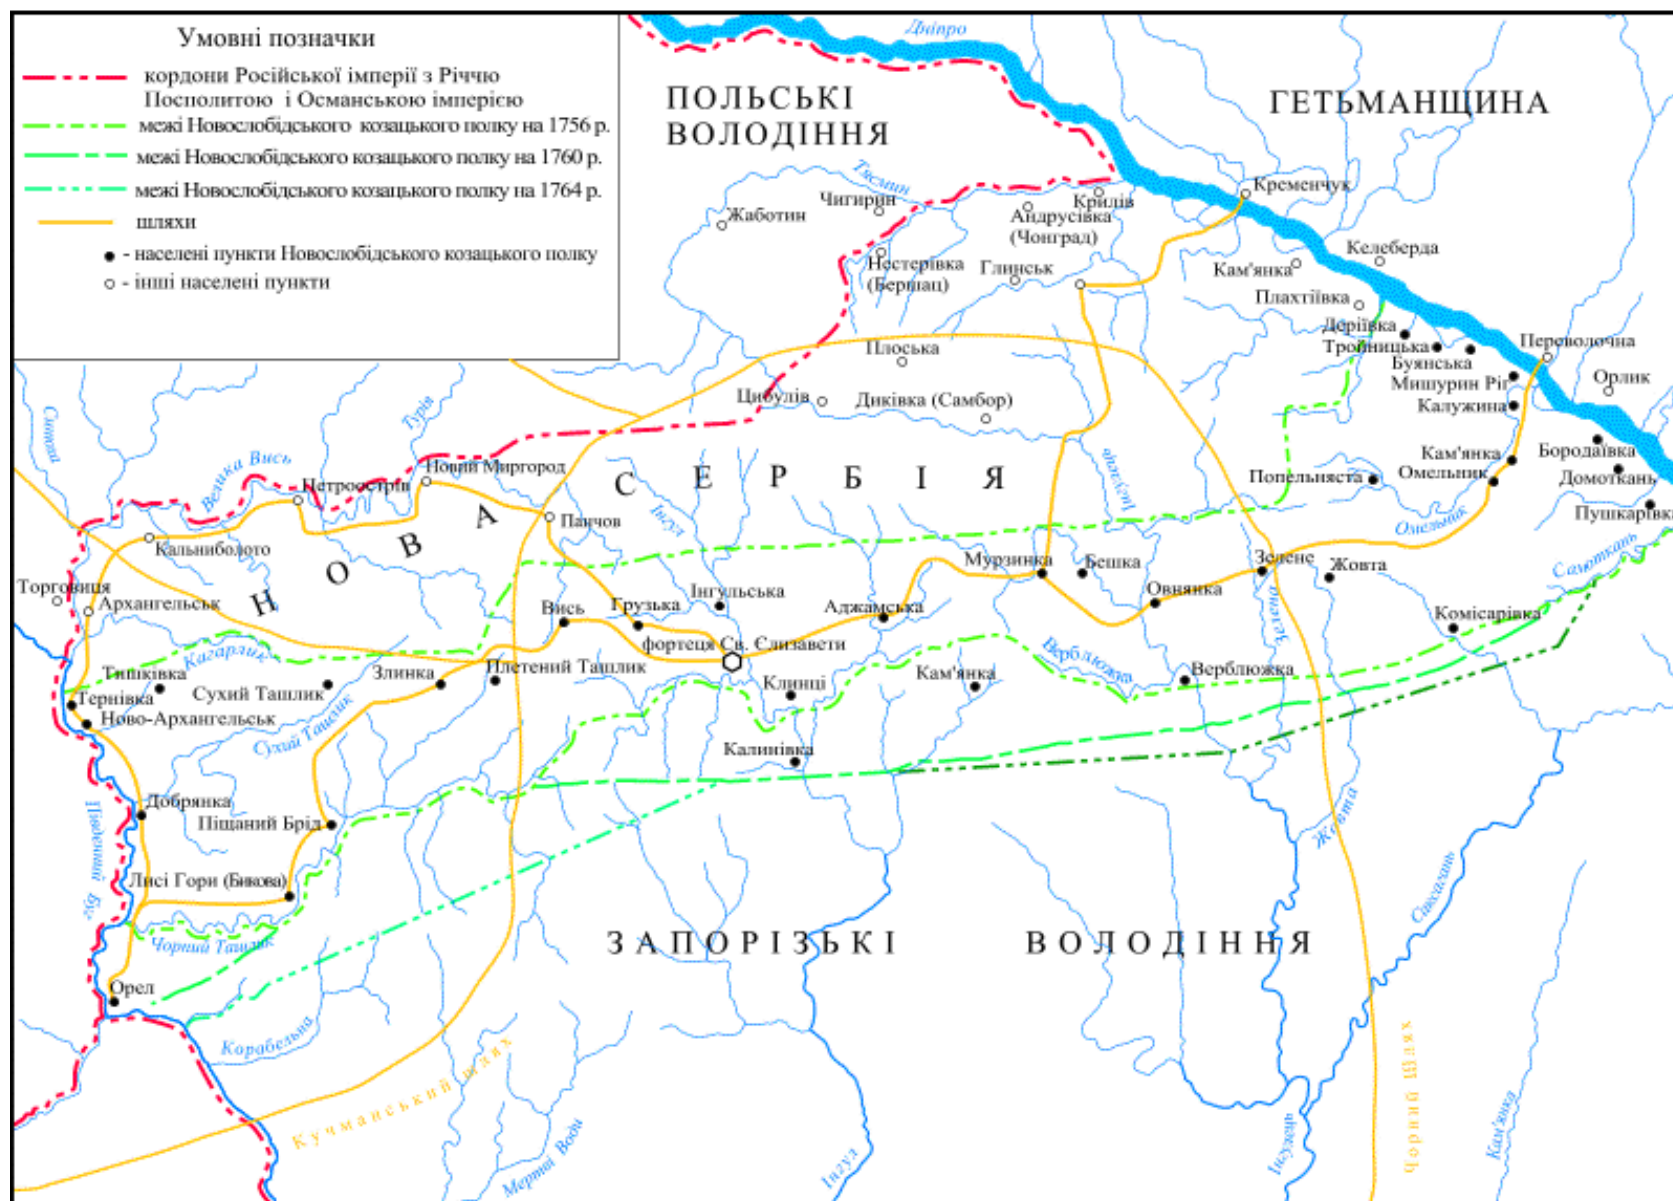 Умовні позначки
кордони Російської імперії з Річчю
Посполитою і Османською імперією
межі Новослобідського козацького полку на 1756 р.
межі Новослобідського козацького полку на 1760 р.
межі Новослобідського козацького полку на 1764 р.
шляхи
- населені пункти Новослобідського козацького полку
- інші населені пункти
Дніпро
ПОЛЬСЬКІ
ВОЛОДІННЯ
ГЕТЬМАНЩИНА
Тясмин
Чигирин
Жаботин
Крилів
Андрусівка
(Чонград)
Кременчук
Нестерівка
(Бершац)
Глинськ
Кам'янка
Келеберда
Плахтіївка
Деріївка
Тройницька
Буянська
Мишурин Ріг
Калужина
Переволочна
Орлик
Плоська
Цибулів
Диківка (Самбор)
Кам'янка
Омельник
Бородаївка
Домоткань
Пушкарівка
Попельняста
Омельник
Самоткань
Синюха
Турія
Велика Вись
Новий Миргород
Петроострів
Панчов
Кальниболото
НОВА
СЕРБІЯ
Інгул
Інгулець
Торговиця
Архангельськ
Мурзинка
Бешка
Зелене
Жовта
Овнянка
Інгульська
Вись
Грузька
Аджамська
Комісарівка
фортеця Св. Єлизавети
Зелена
Кагарлик
Тишківка
Сухий Ташлик
Злинка
Плетений Ташлик
Клинці
Кам'янка
Верблюжка
Верблюжка
Тернівка
Ново-Архангельськ
Сухий Ташлик
Калинівка
Добрянка
Піщаний Брід
Жовта
Південний Буг
Лисі Гори (Бикова)
Саксагань
Чорний Ташлик
ЗАПОРІЗЬКІ
ВОЛОДІННЯ
Орел
Корабельна
Кучманський шлях
Чорний шлях
Мертві Води
Інгул
Інгулець
Кам'янка